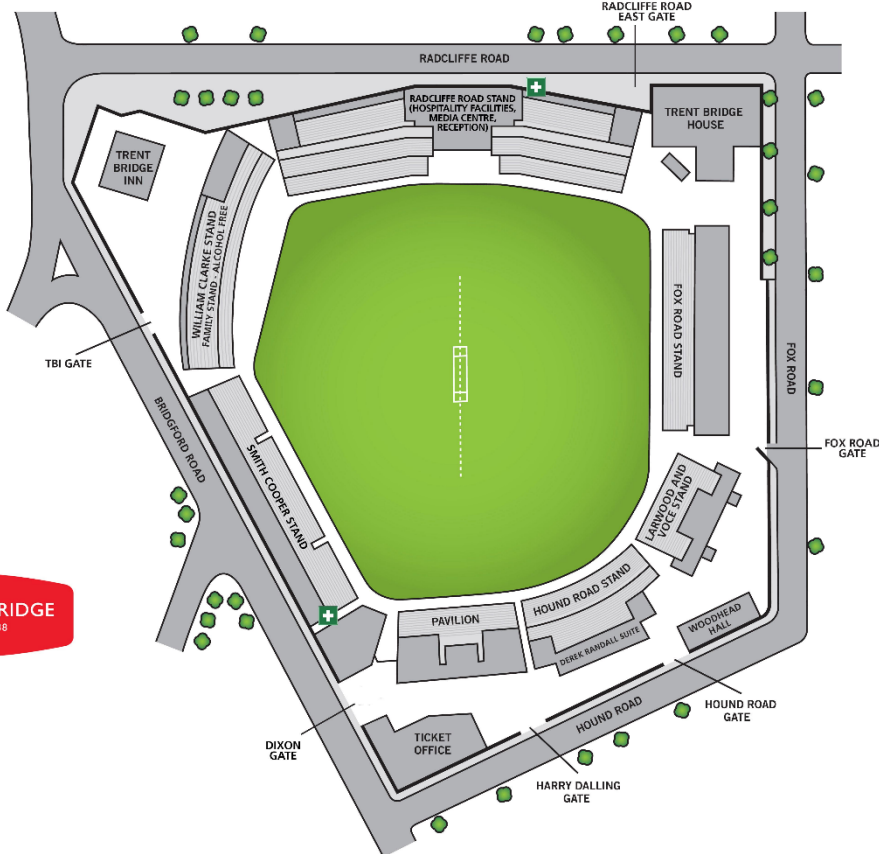 RADCLIFFE ROAD
EAST GATE
RADCLIFFE ROAD
RADCLIFFE ROAD STAND
(HOSPITALITY FACILITIES,
MEDIA CENTRE,
RECEPTION)
TRENT BRIDGE
HOUSE
TRENT
BRIDGE
INN
WILLIAM CLARKE STAND
FAMILY STAND - ALCOHOL FREE
FOX ROAD STAND
FOX ROAD
TBI GATE
BRIDGFORD ROAD
SMITH COOPER STAND
FOX ROAD
GATE
LARWOOD AND
VOCE STAND
RIDGE
38
HOUND ROAD STAND
PAVILION
DEREK RANDALL SUITE
WOODHEAD
HALL
HOUND ROAD
GATE
HOUND ROAD
DIXON
GATE
TICKET
OFFICE
HARRY DALLING
GATE